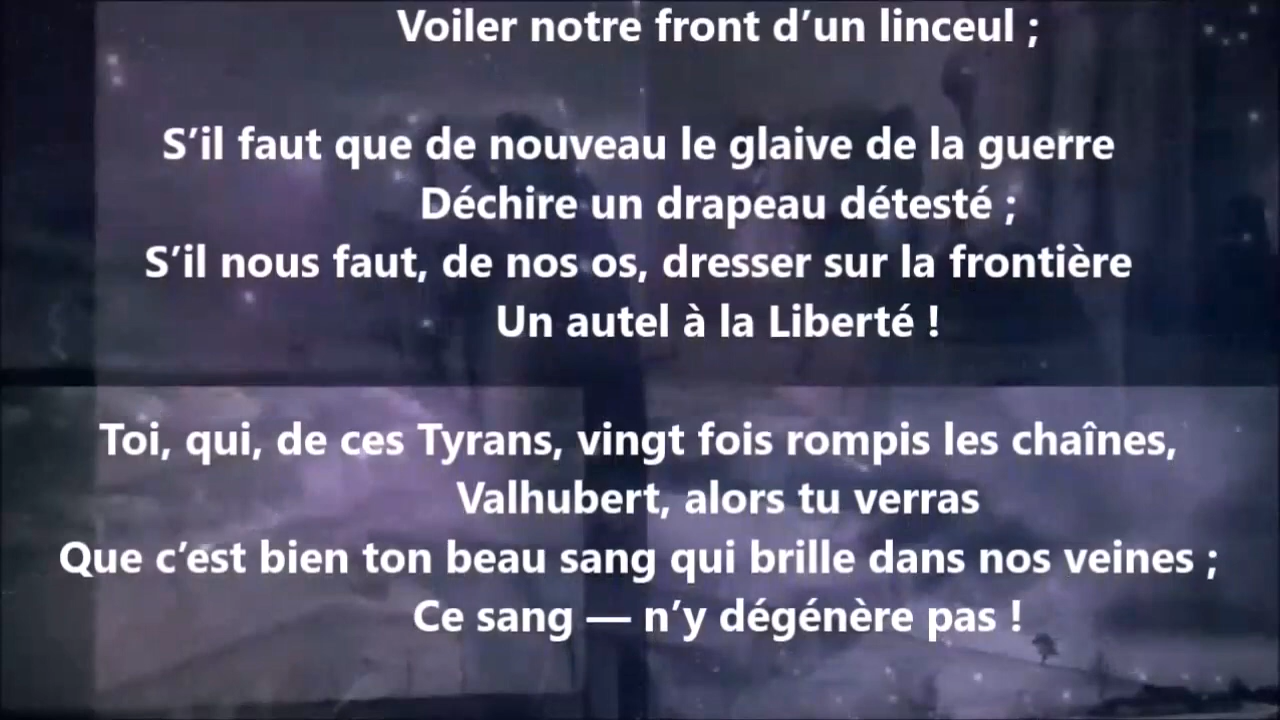 Voiler notre front d’un linceul ;
S’il faut que de nouveau le glaive de la guerre
Déchire un drapeau détesté ;
S’il nous faut, de nos os, dresser sur la frontière
Un autel à la Liberté !
Toi, qui, de ces Tyrans, vingt fois rompis les chaînes,
Valhubert, alors tu verras
Que c’est bien ton beau sang qui brille dans nos veines ;
Ce sang — n’y dégénère pas !